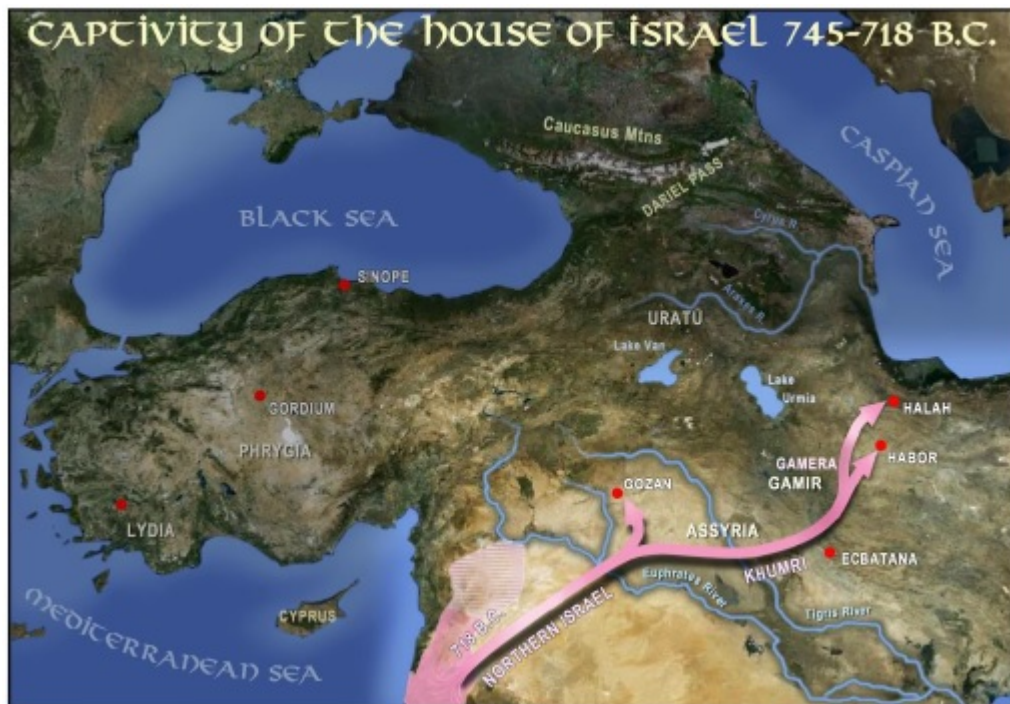 CAPTIVITY OF THE HOUSE OF ISRAEL 745-718 B.C.
Caucasus Mtns
CASPIAN SEA
DARIEL PASS
BLACK SEA
Cyrus R
SINOPE
Araxes R.
URATU
Lake Van
Lake
Urmia
GORDIUM
HALAH
PHRYGIA
HABOR
GAMERA
GAMIR
GOZAN
LYDIA
ASSYRIA
ECBATANA
KHUMRI
Euphrates River
CYPRUS
718 B.C.
NORTHERN ISRAEL
Tigris River
MEDITERRANEAN SEA